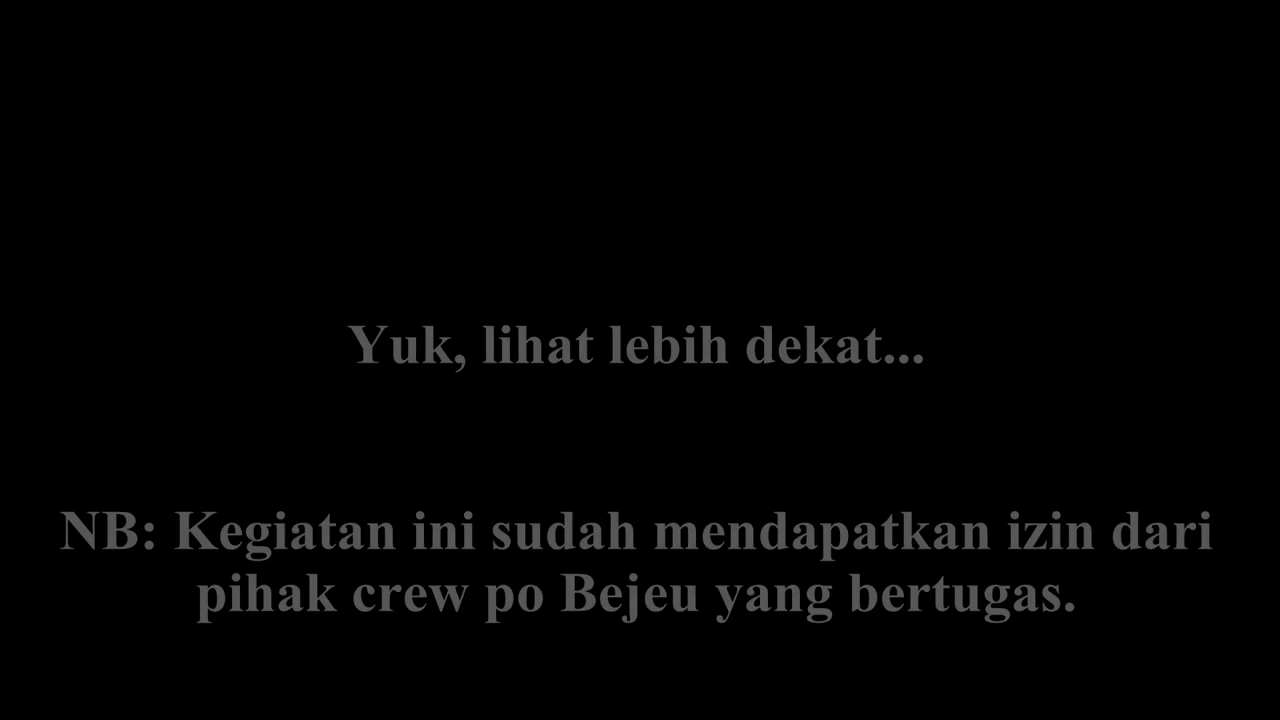 Yuk, lihat lebih dekat...
NB: Kegiatan ini sudah mendapatkan izin dari
pihak crew po Bejeu yang bertugas.